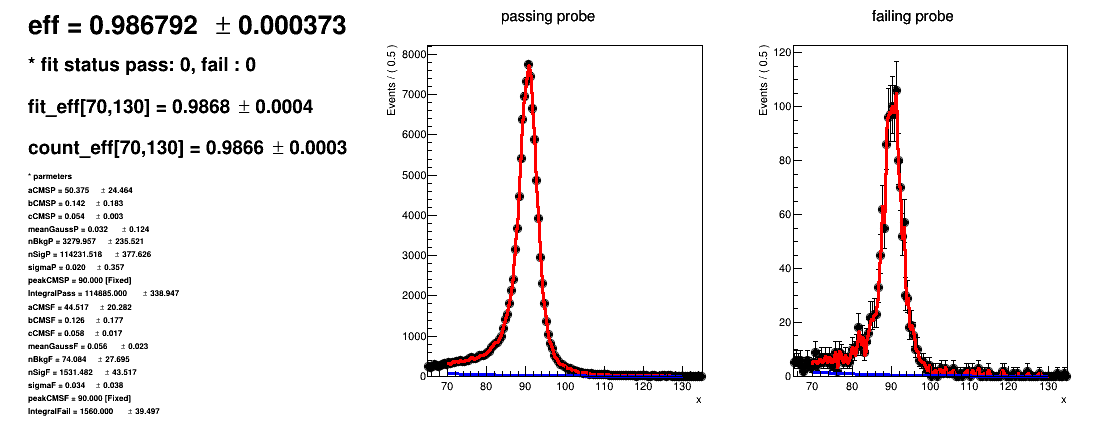 eff = 0.986792 ± 0.000373
* fit status pass: 0, fail : 0
fit_eff[70,130] = 0.9868 ± 0.0004
count_eff[70,130] = 0.9866 ± 0.0003
* parmeters
aCMSP = 50.375 ± 24.464
bCMSP = 0.142 ± 0.183
cCMSP = 0.054 ± 0.003
meanGaussP = 0.032 ± 0.124
nBkgP = 3279.957 ± 235.521
nSigP = 114231.518 ± 377.626
sigmaP = 0.020 ± 0.357
peakCMSP = 90.000 [Fixed]
IntegralPass = 114885.000 ± 338.947
aCMSF = 44.517 ± 20.282
bCMSF = 0.126 ± 0.177
cCMSF = 0.058 ± 0.017
meanGaussF = 0.056 ± 0.023
nBkgF = 74.084 ± 27.695
nSigF = 1531.482 ± 43.517
sigmaF = 0.034 ± 0.038
peakCMSF = 90.000 [Fixed]
IntegralFail = 1560.000 ± 39.497
passing probe
Events / ( 0.5 )
8000
7000
6000
5000
4000
3000
2000
1000
0
70 80 90 100 110 120 130
x
failing probe
Events / ( 0.5 )
120
100
80
60
40
20
0
70 80 90 100 110 120 130
x